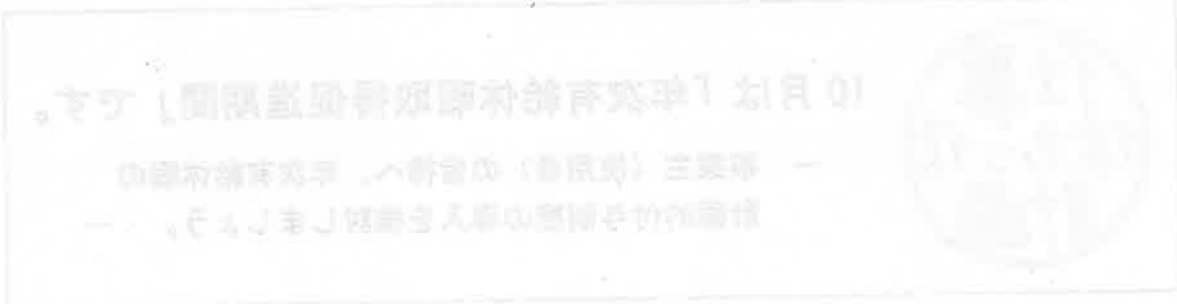 10月は「年次有給休暇取得促進期間」です。
― 事業主（使用者）の皆様へ、年次有給休暇の
計画的付与制度の導入を検討しましょう。 ―